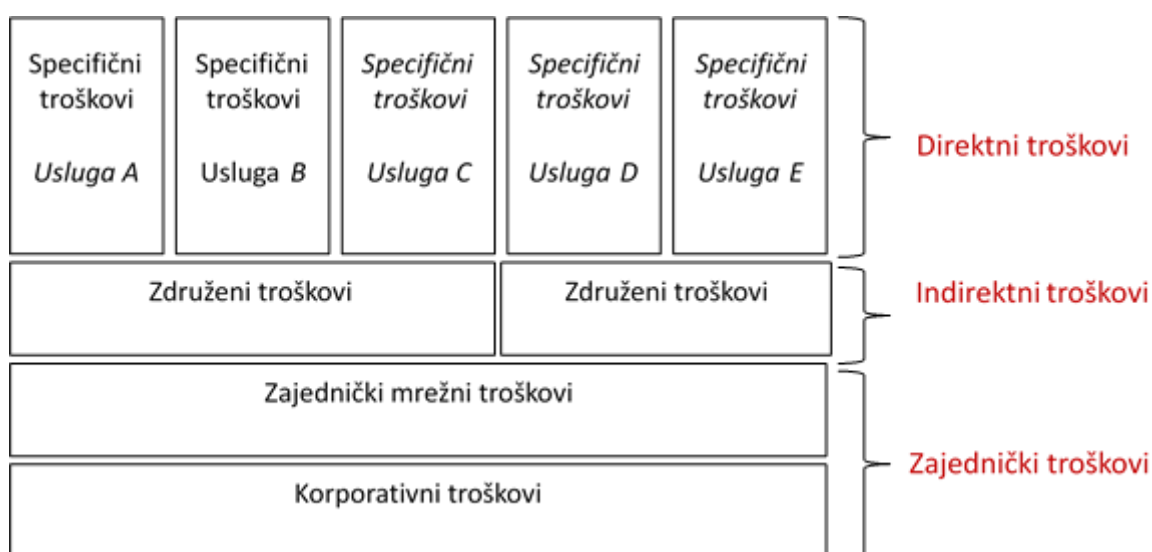 Specifični
troškovi
Usluga A
Specifični
troškovi
Usluga B
Specifični
troškovi
Usluga C
Specifični
troškovi
Usluga D
Specifični
troškovi
Usluga E
Direktni troškovi
Združeni troškovi
Združeni troškovi
Indirektni troškovi
Zajednički mrežni troškovi
Korporativni troškovi
Zajednički troškovi